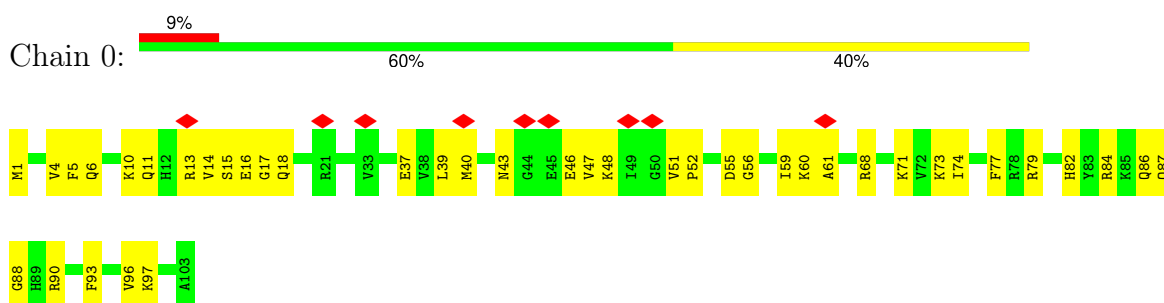 9%
Chain 0:
60% 40%
M1 V4 F5 Q6 K10 Q11 H12 R13 V14 S15 E16 G17 Q18 R21 V33 E37 V38 L39 M40 N43 G44 E45 E46 V47 K48 I49 G50 V51 P52 D55 G56 I59 K60 A61 R68 K71 V72 K73 I74 F77 R78 R79 H82 Y83 R84 K85 Q86 Q87
G88 H89 R90 F93 V96 K97 A103